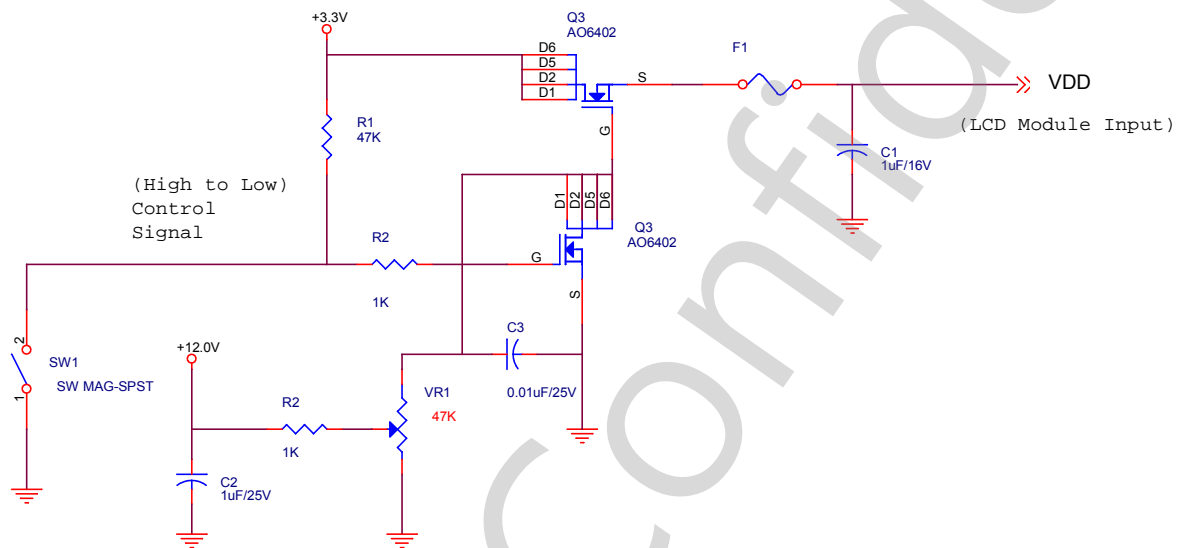 +3.3V
Q3
AO6402
D6
D5
D2
D1
S
G
F1
VDD
(LCD Module Input)
R1
47K
C1
1uF/16V
(High to Low)
Control
Signal
D1
D2
D5
D6
Q3
AO6402
R2
G
1K
S
C3
0.01uF/25V
2
SW1
SW MAG-SPST
1
+12.0V
R2
1K
VR1
47K
C2
1uF/25V
Confide